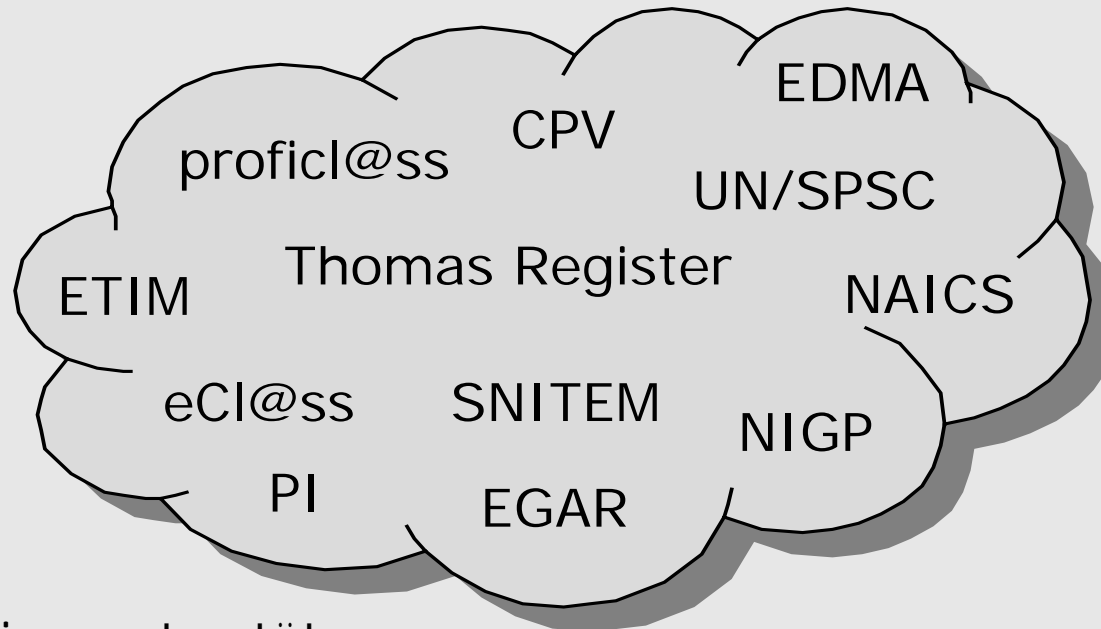 EDMA
CPV
proficl@ss
UN/SPSC
Thomas Register
ETIM
NAICS
eCl@ss
SNITEM
NIGP
PI
EGAR